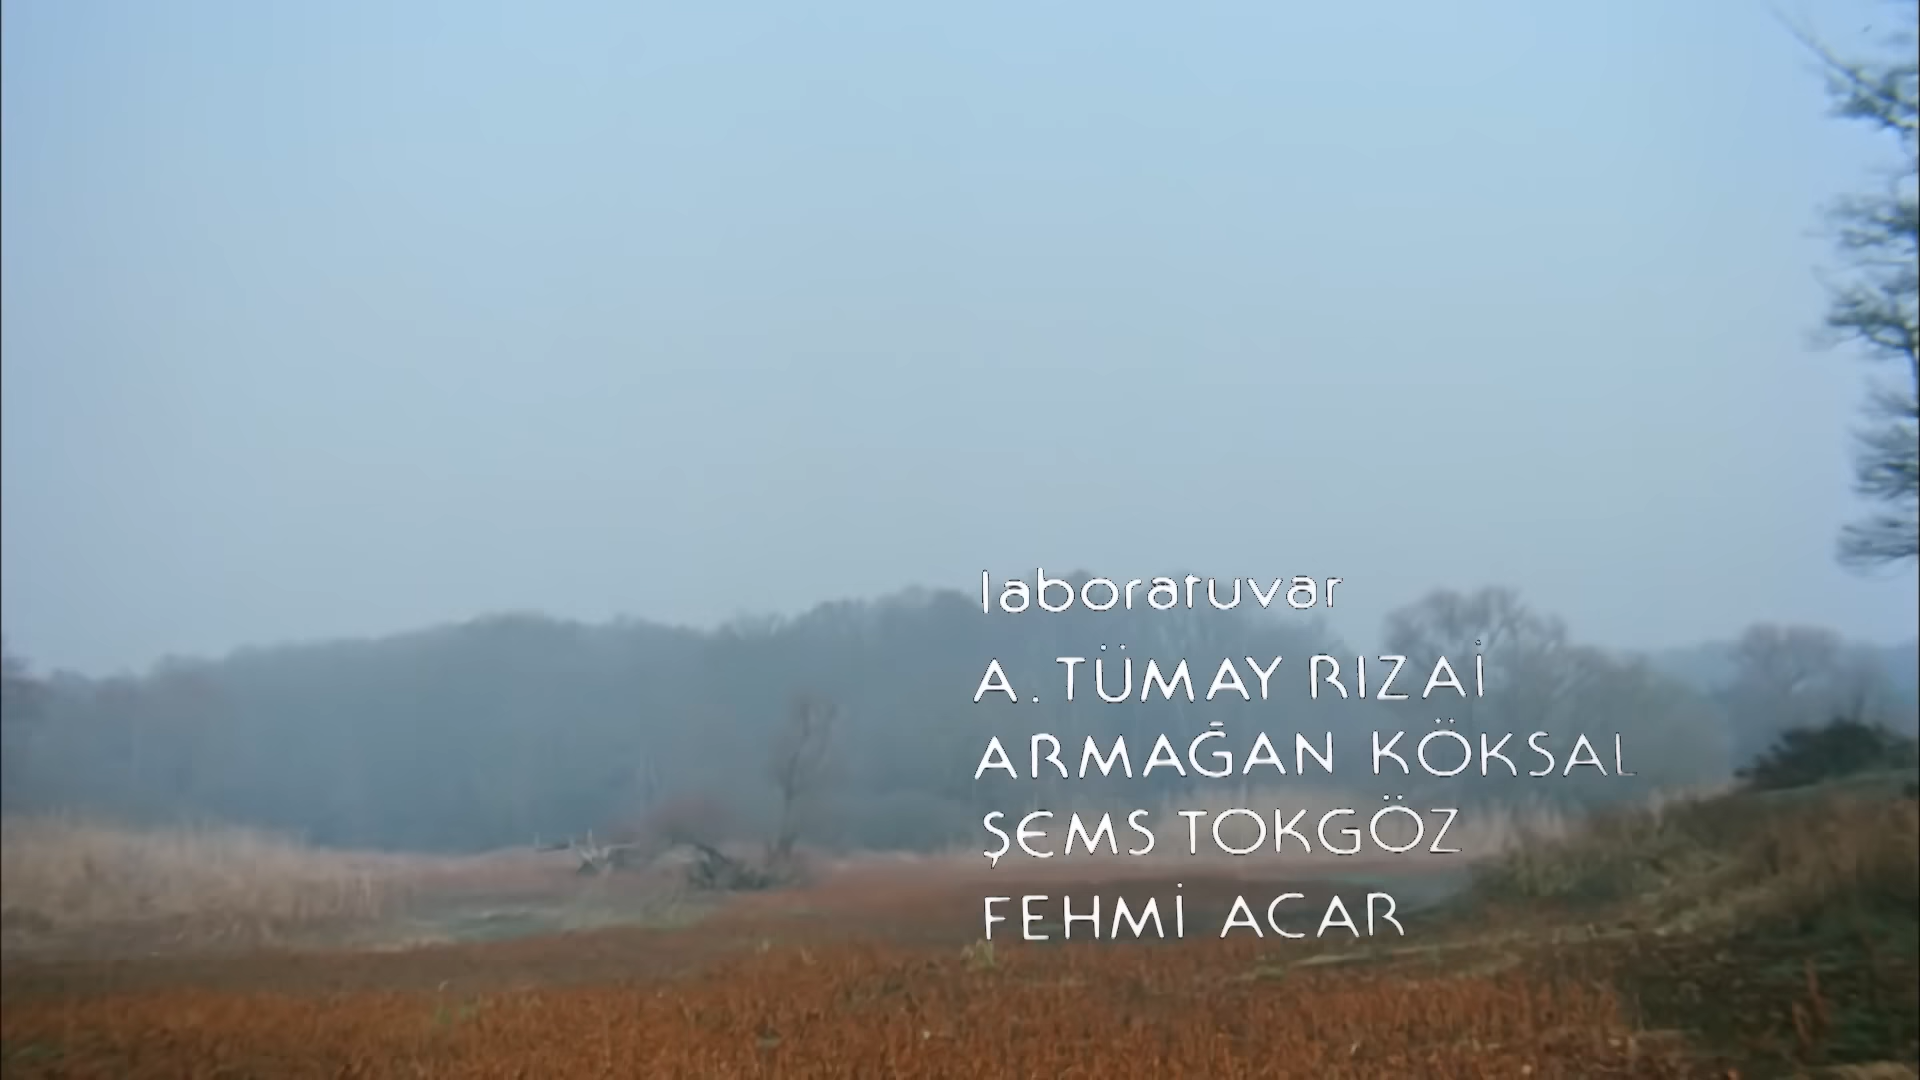 laboratuvar
A. TÜMAY RIZAİ
ARMAĞAN KÖKSAL
ŞEMS TOKGÖZ
FEHMİ ACAR